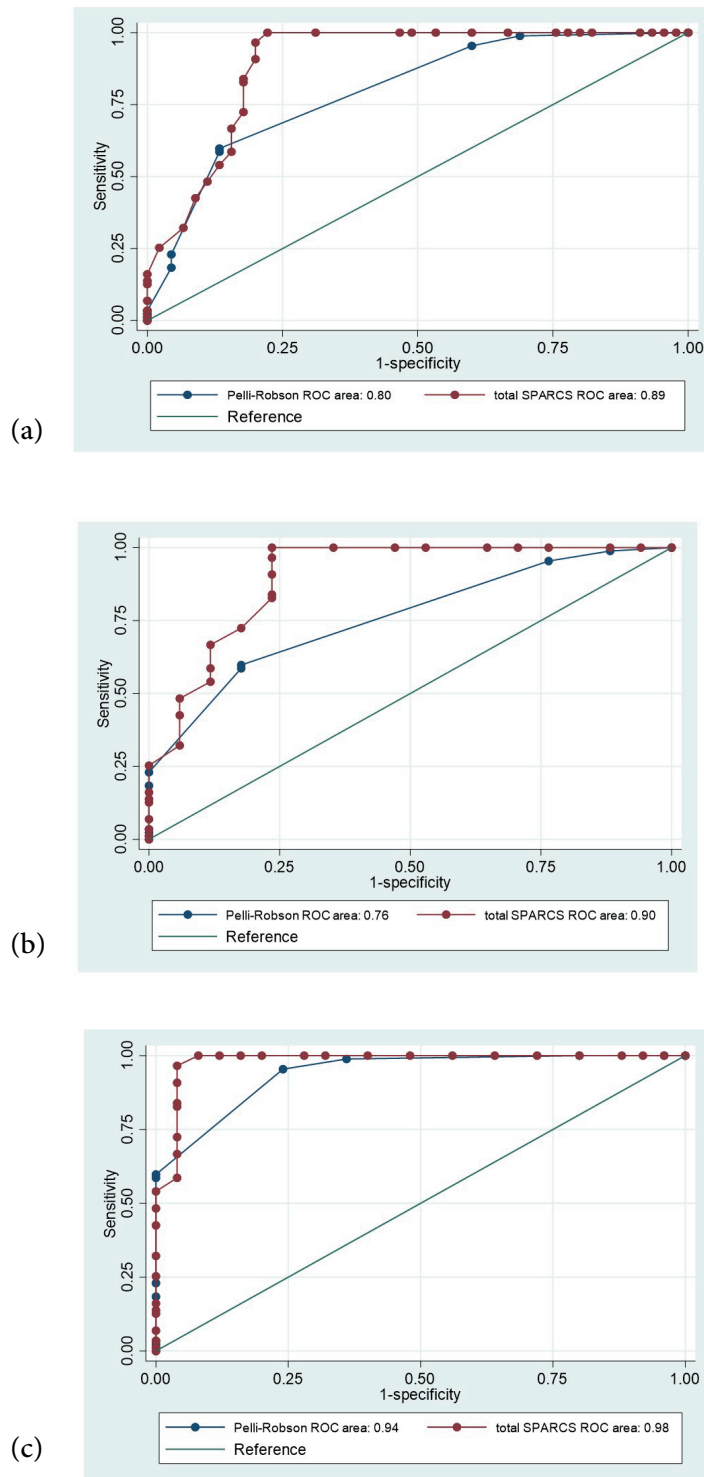 1.00
0.75
Sensitivity
0.50
0.25
0.00
0.00 0.25 0.50 0.75 1.00
1-specificity
Pelli-Robson ROC area: 0.80 total SPARCS ROC area: 0.89
Reference
(a)
1.00
0.75
Sensitivity
0.50
0.25
0.00
0.00 0.25 0.50 0.75 1.00
1-specificity
Pelli-Robson ROC area: 0.76 total SPARCS ROC area: 0.90
Reference
(b)
1.00
0.75
Sensitivity
0.50
0.25
0.00
0.00 0.25 0.50 0.75 1.00
1-specificity
Pelli-Robson ROC area: 0.94 total SPARCS ROC area: 0.98
Reference
(c)